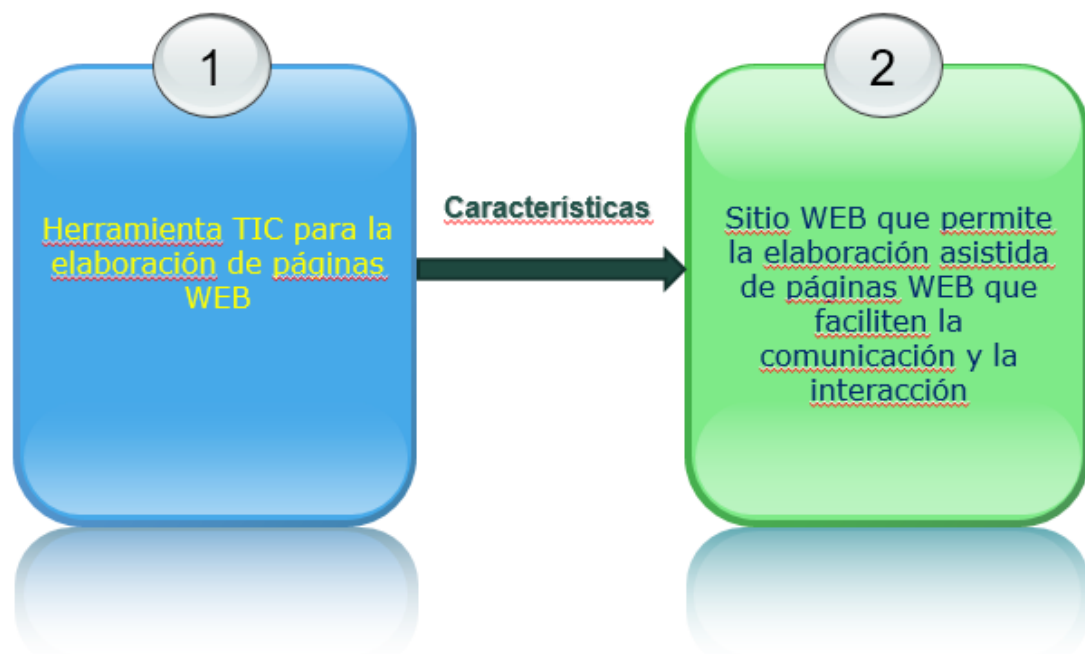 1
Herramienta TIC para la
elaboración de páginas
WEB
Características
2
Sitio WEB que permite
la elaboración asistida
de páginas WEB que
faciliten la
comunicación y la
interacción